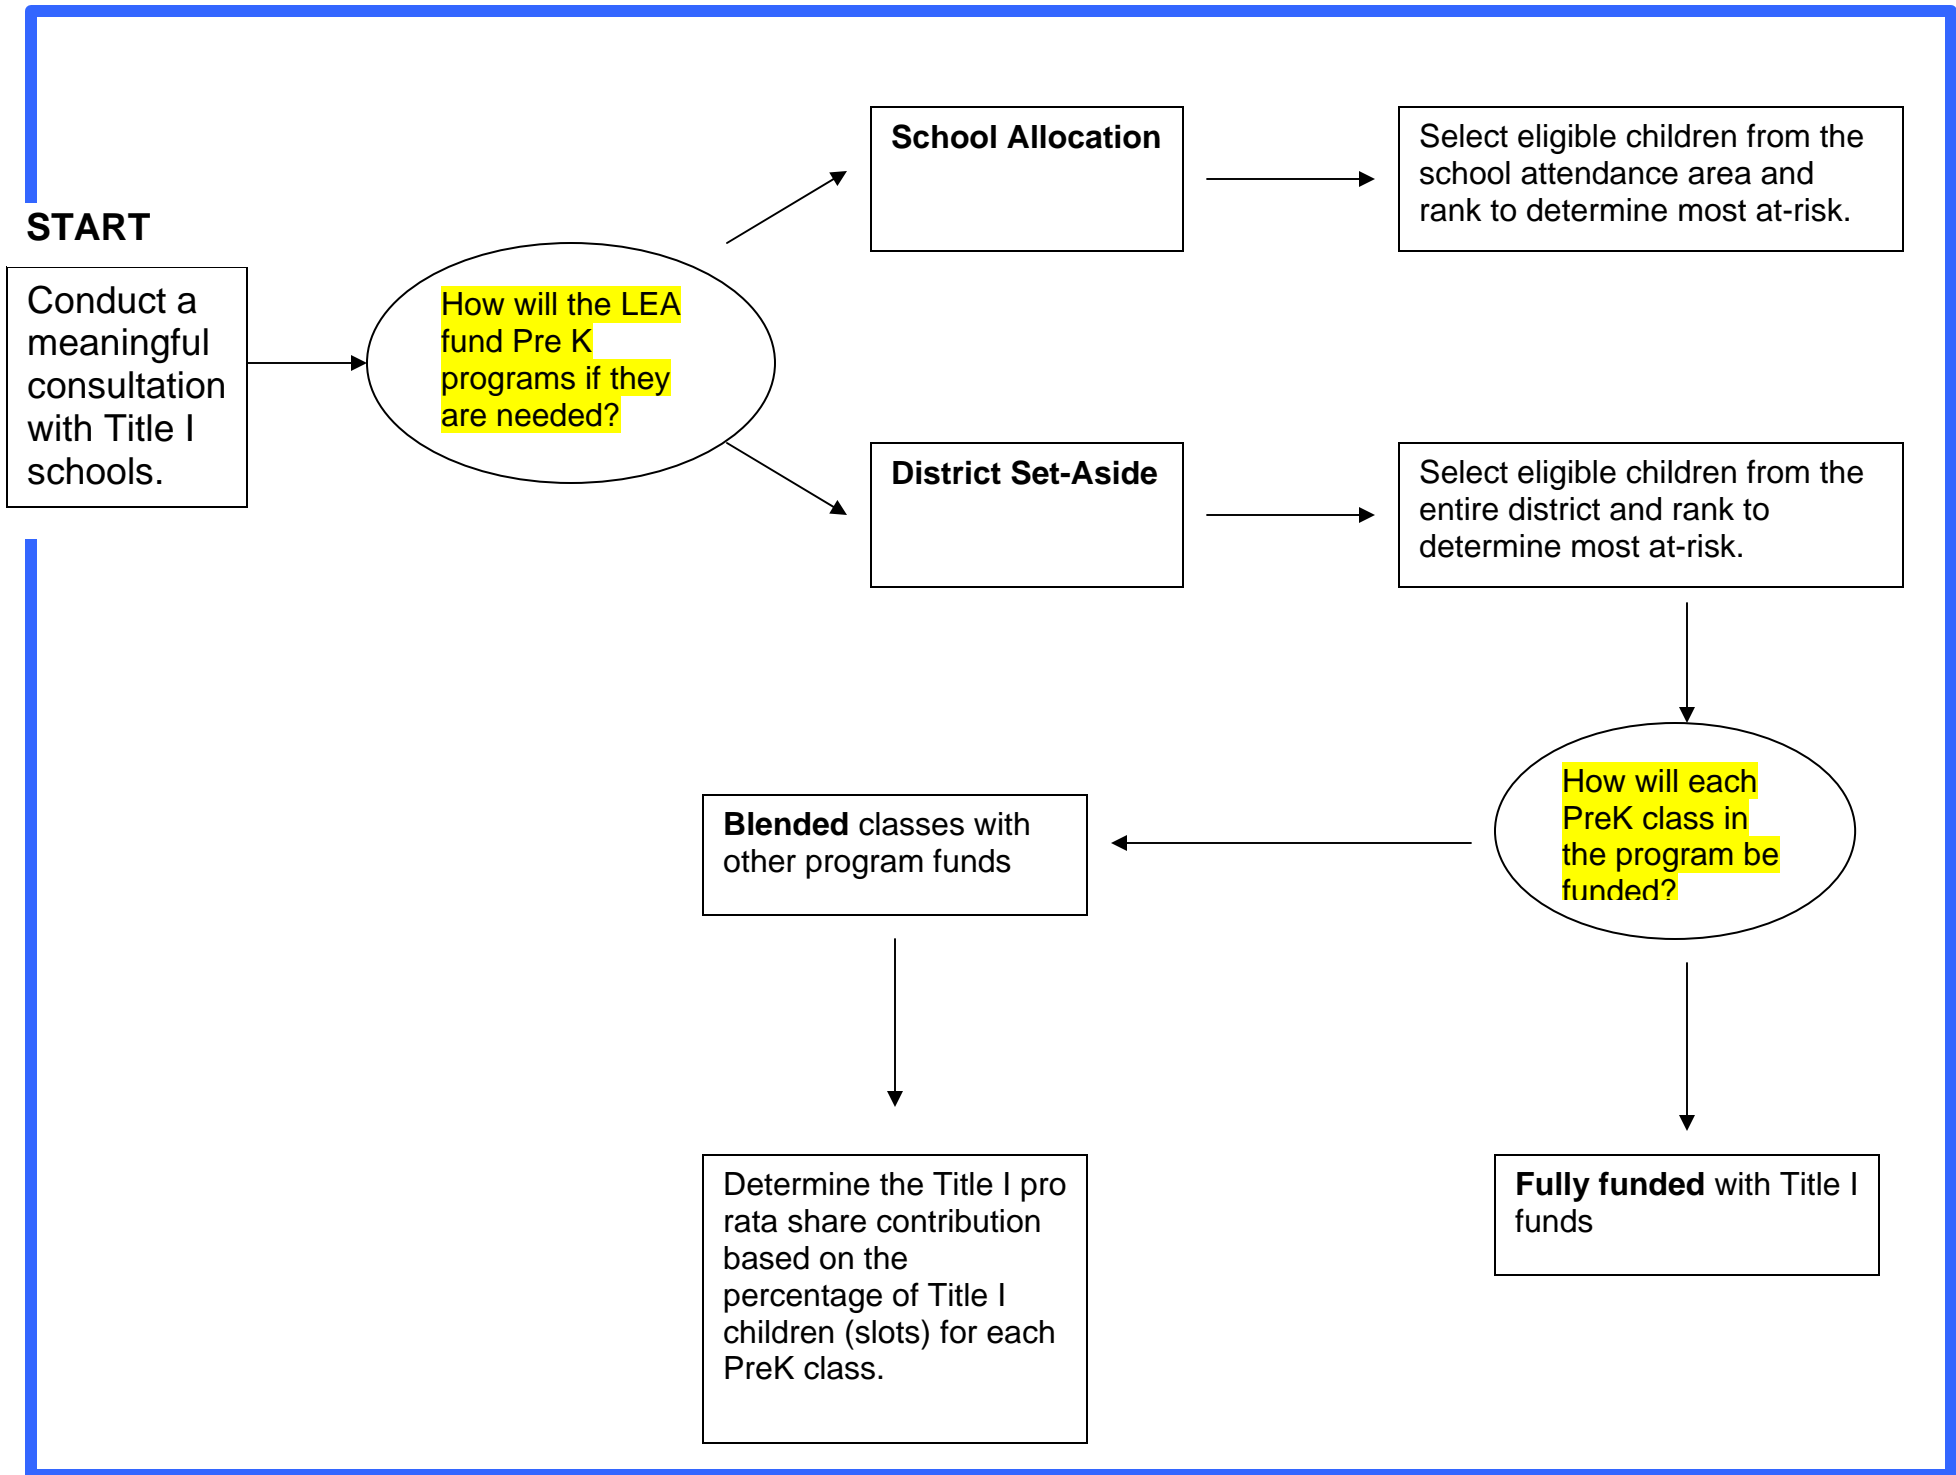 START
Conduct a
meaningful
consultation
with Title I
schools.
How will the LEA
fund Pre K
programs if they
are needed?
School Allocation
Select eligible children from the
school attendance area and
rank to determine most at-risk.
District Set-Aside
Select eligible children from the
entire district and rank to
determine most at-risk.
How will each
PreK class in
the program be
funded?
Blended classes with
other program funds
Determine the Title I pro
rata share contribution
based on the
percentage of Title I
children (slots) for each
PreK class.
Fully funded with Title I
funds